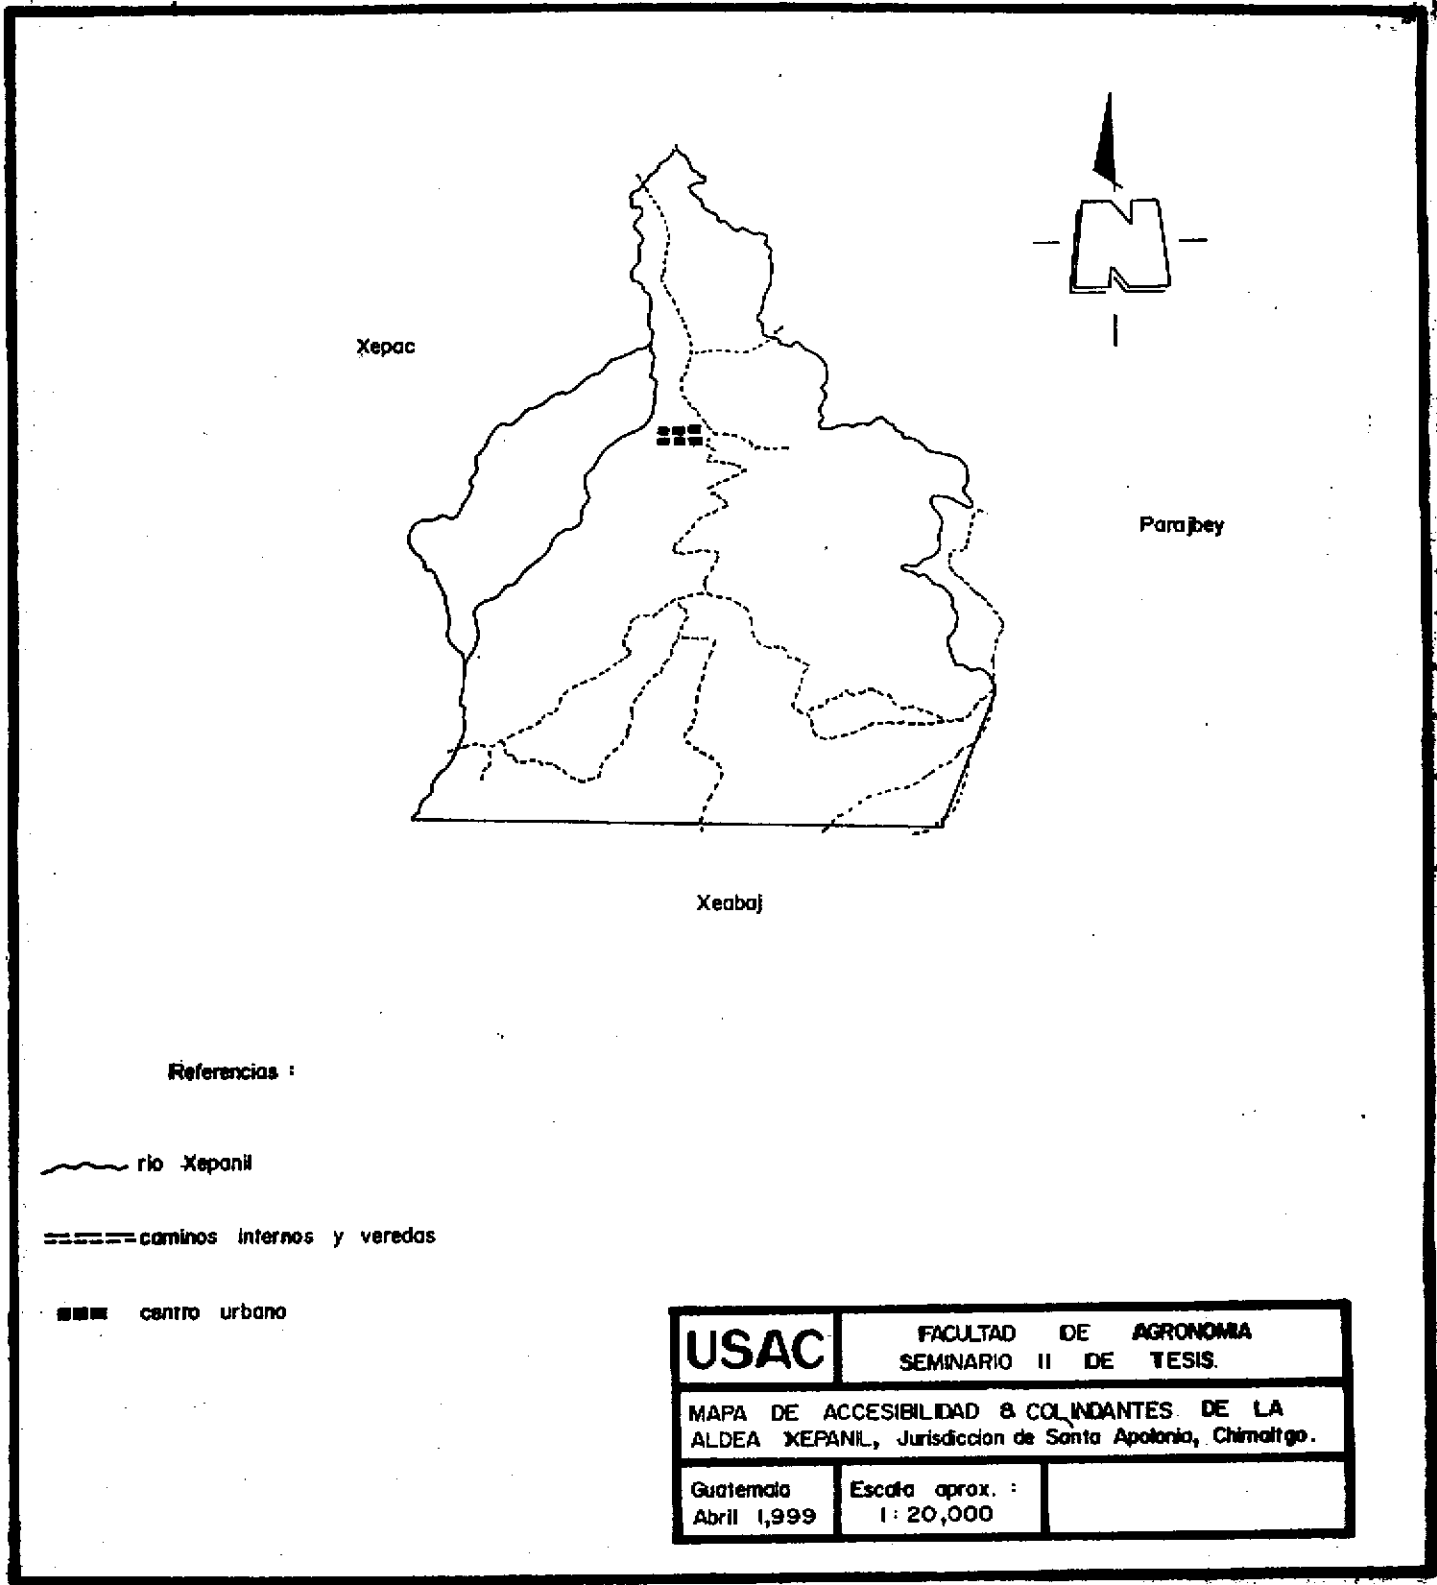 N
Xepac
Parajbey
Xeabaj
Referencias :
rio Xepanil
caminos internos y veredas
centro urbano
USAC
FACULTAD DE AGRONOMIA
SEMINARIO II DE TESIS.
MAPA DE ACCESIBILIDAD & COLINDANTES DE LA
ALDEA XEPANIL, Jurisdiccion de Santa Apolonia, Chimaltgo.
Guatemala
Abril 1,999
Escala aprox. :
1 : 20,000